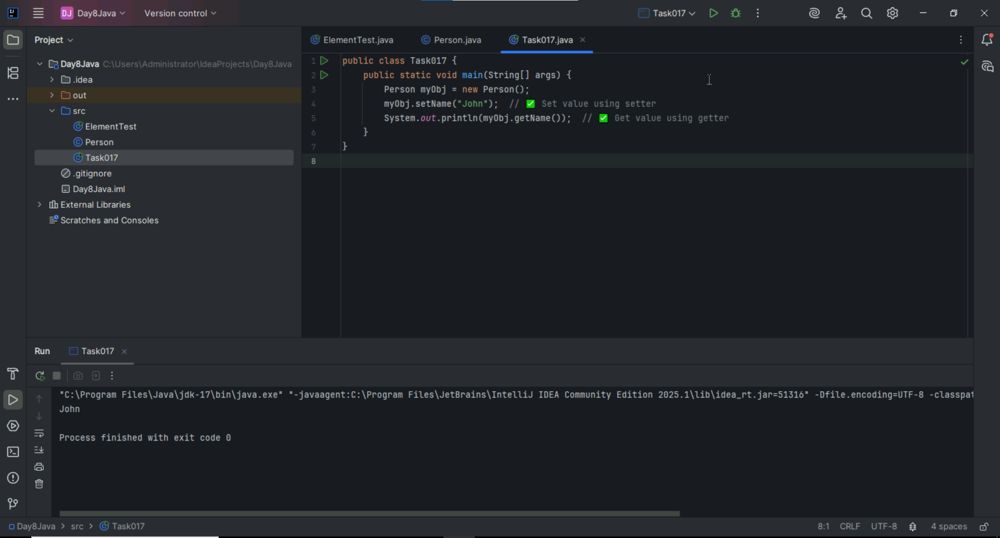 IJ
DJ Day8Java Version control Task017
Project ElementTest.java Person.java Task017.java
Day8Java C:\Users\Administrator\IdeaProjects\Day8Java
.idea
out
src
ElementTest
Person
Task017
.gitignore
Day8Java.iml
External Libraries
Scratches and Consoles
1 public class Task017 {
2 public static void main(String[] args) {
3 Person myObj = new Person();
4 myObj.setName("John"); // ✅ Set value using setter
5 System.out.println(myObj.getName()); // ✅ Get value using getter
6 }
7 }
8
Run Task017
"C:\Program Files\Java\jdk-17\bin\java.exe" "-javaagent:C:\Program Files\JetBrains\IntelliJ IDEA Community Edition 2025.1\lib\idea_rt.jar=51316" -Dfile.encoding=UTF-8 -classpat
John
Process finished with exit code 0
Day8Java > src > Task017 8:1 CRLF UTF-8 4 spaces